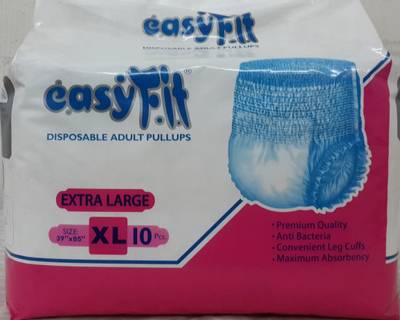 easyFit
DISPOSABLE ADULT PULLUPS
easyFit
DISPOSABLE ADULT PULLUPS
EXTRA LARGE
SIZE:
39"x85"
XL
10 Pcs.
• Premium Quality
• Anti Bacteria
• Convenient Leg Cuffs
• Maximum Absorbency